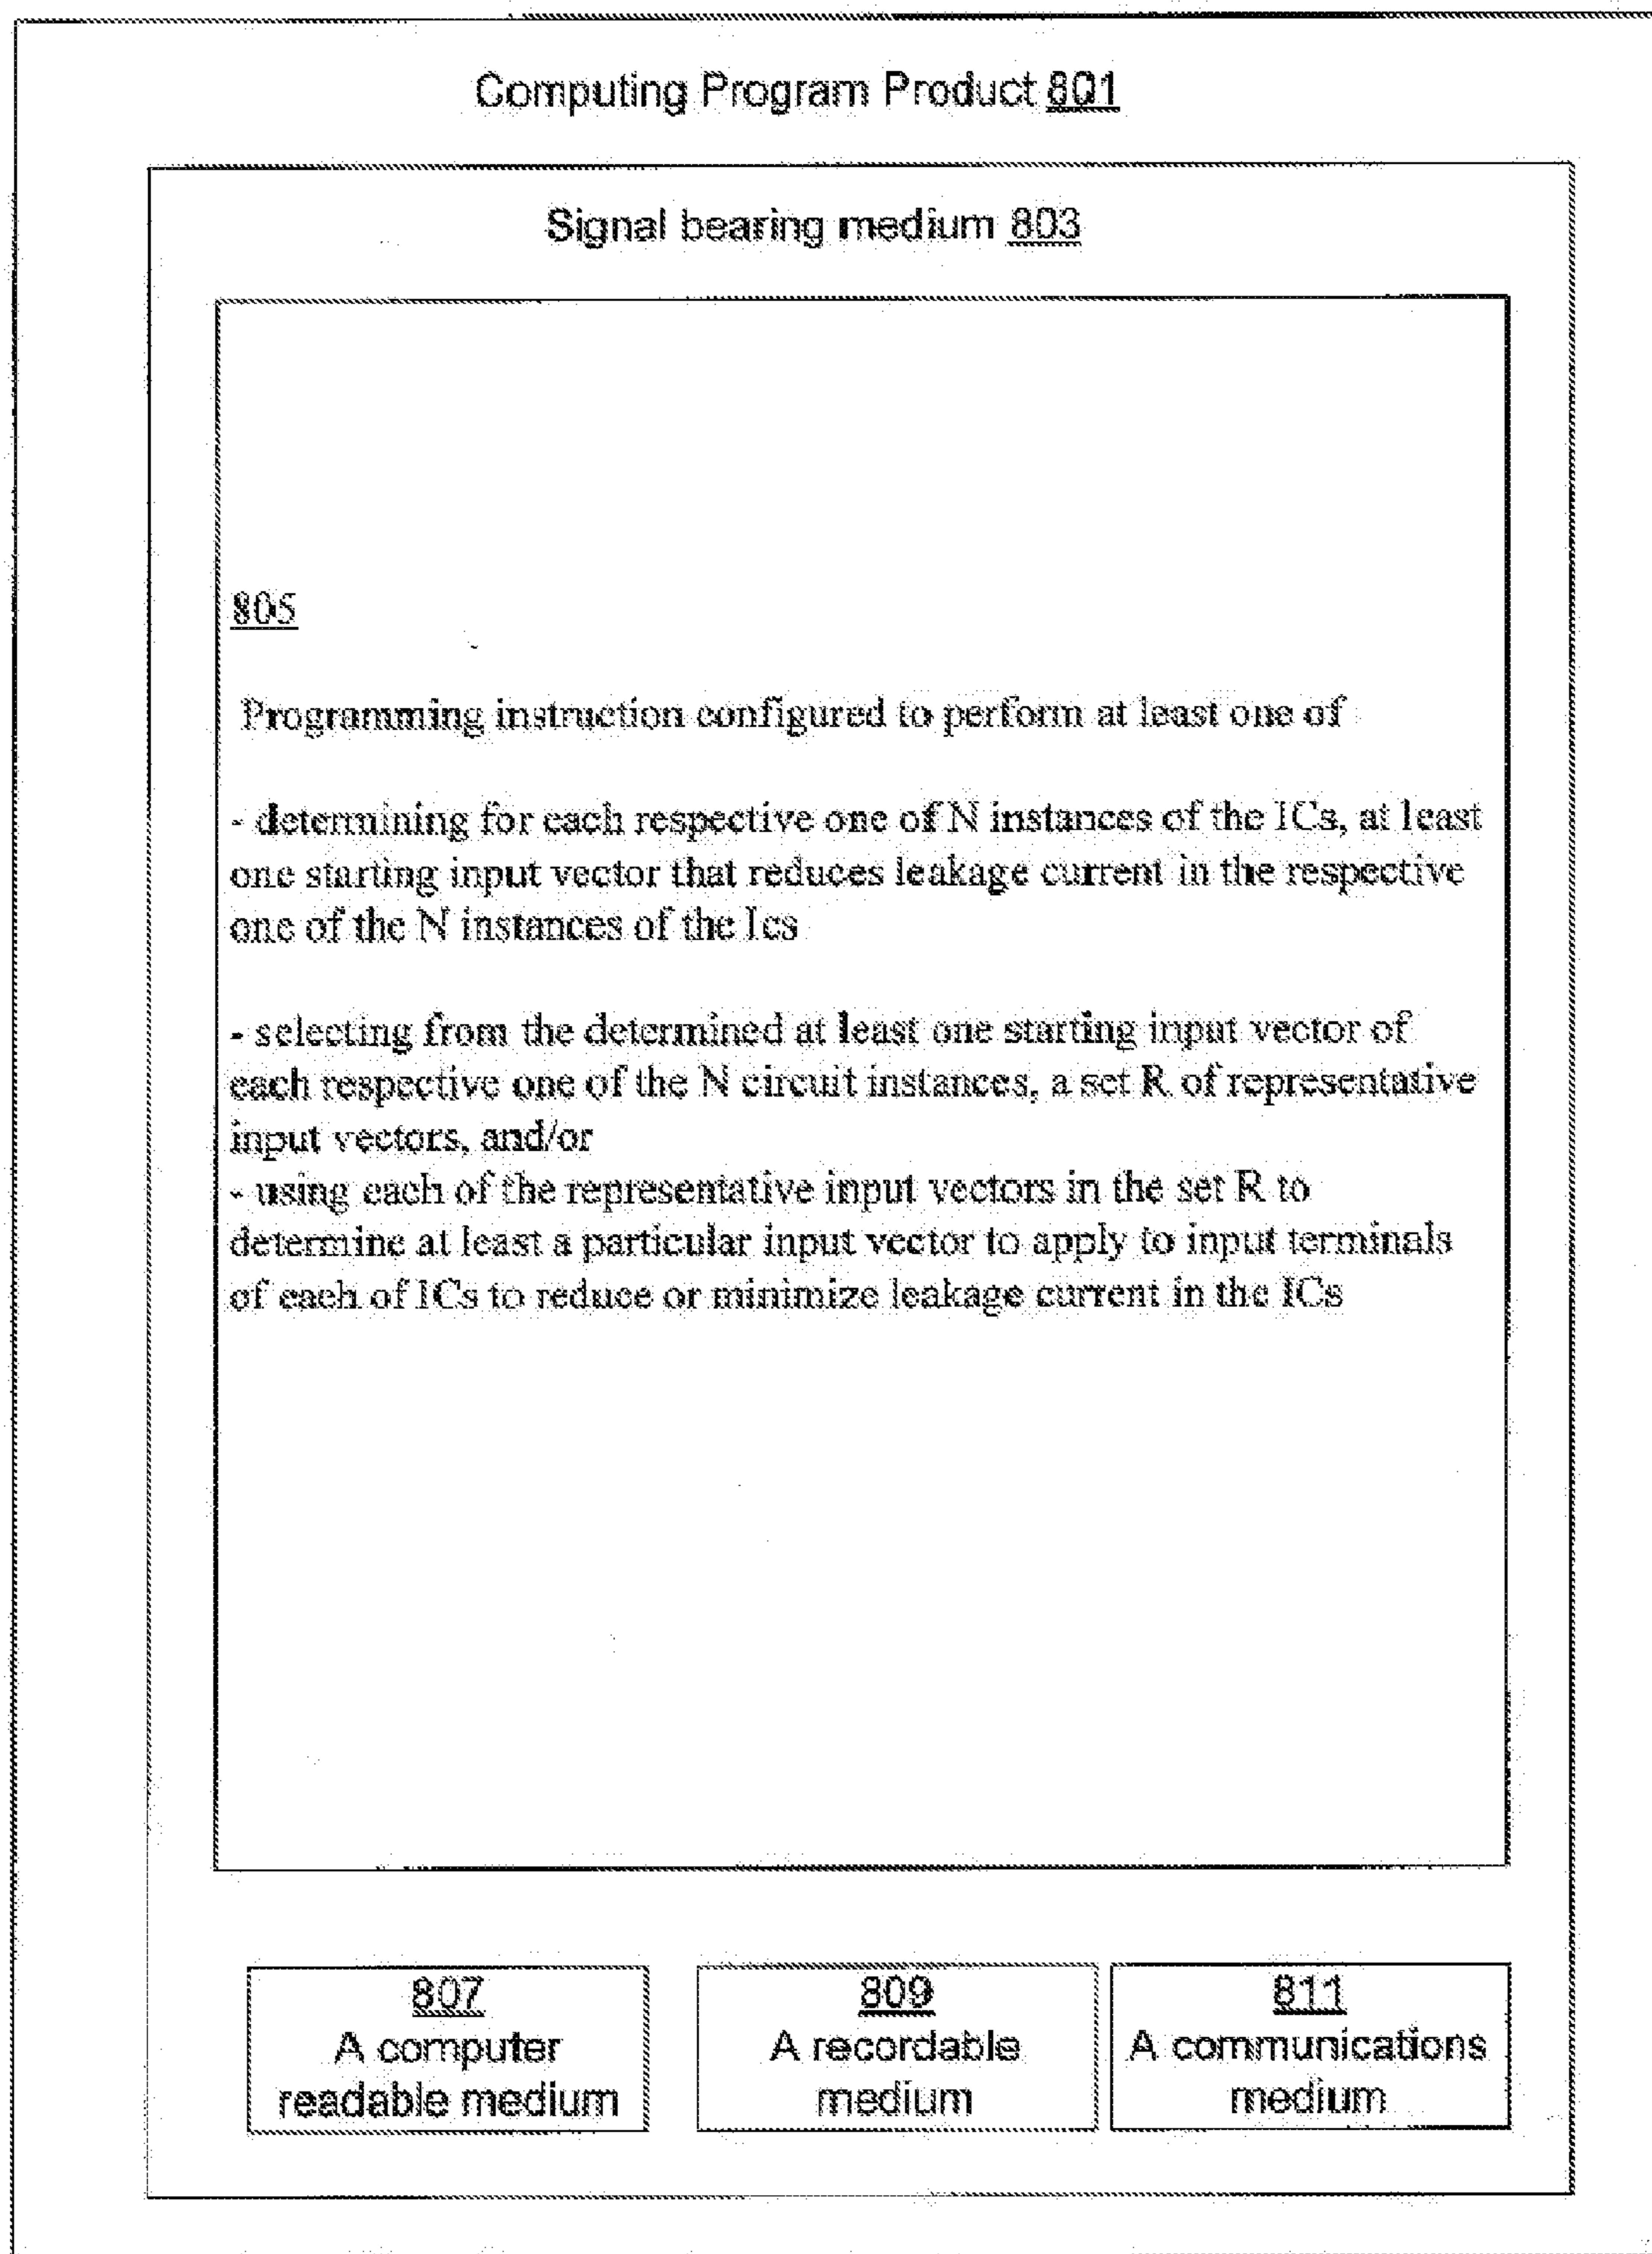 Computing Program Product 801
Signal bearing medium 803
805
Programming instruction configured to perform at least one of
- determining for each respective one of N instances of the ICs, at least
one starting input vector that reduces leakage current in the respective
one of the N instances of the Ics
- selecting from the determined at least one starting input vector of
each respective one of the N circuit instances, a set R of representative
input vectors, and/or
- using each of the representative input vectors in the set R to
determine at least a particular input vector to apply to input terminals
of each of ICs to reduce or minimize leakage current in the ICs
807
A computer
readable medium
809
A recordable
medium
811
A communications
medium